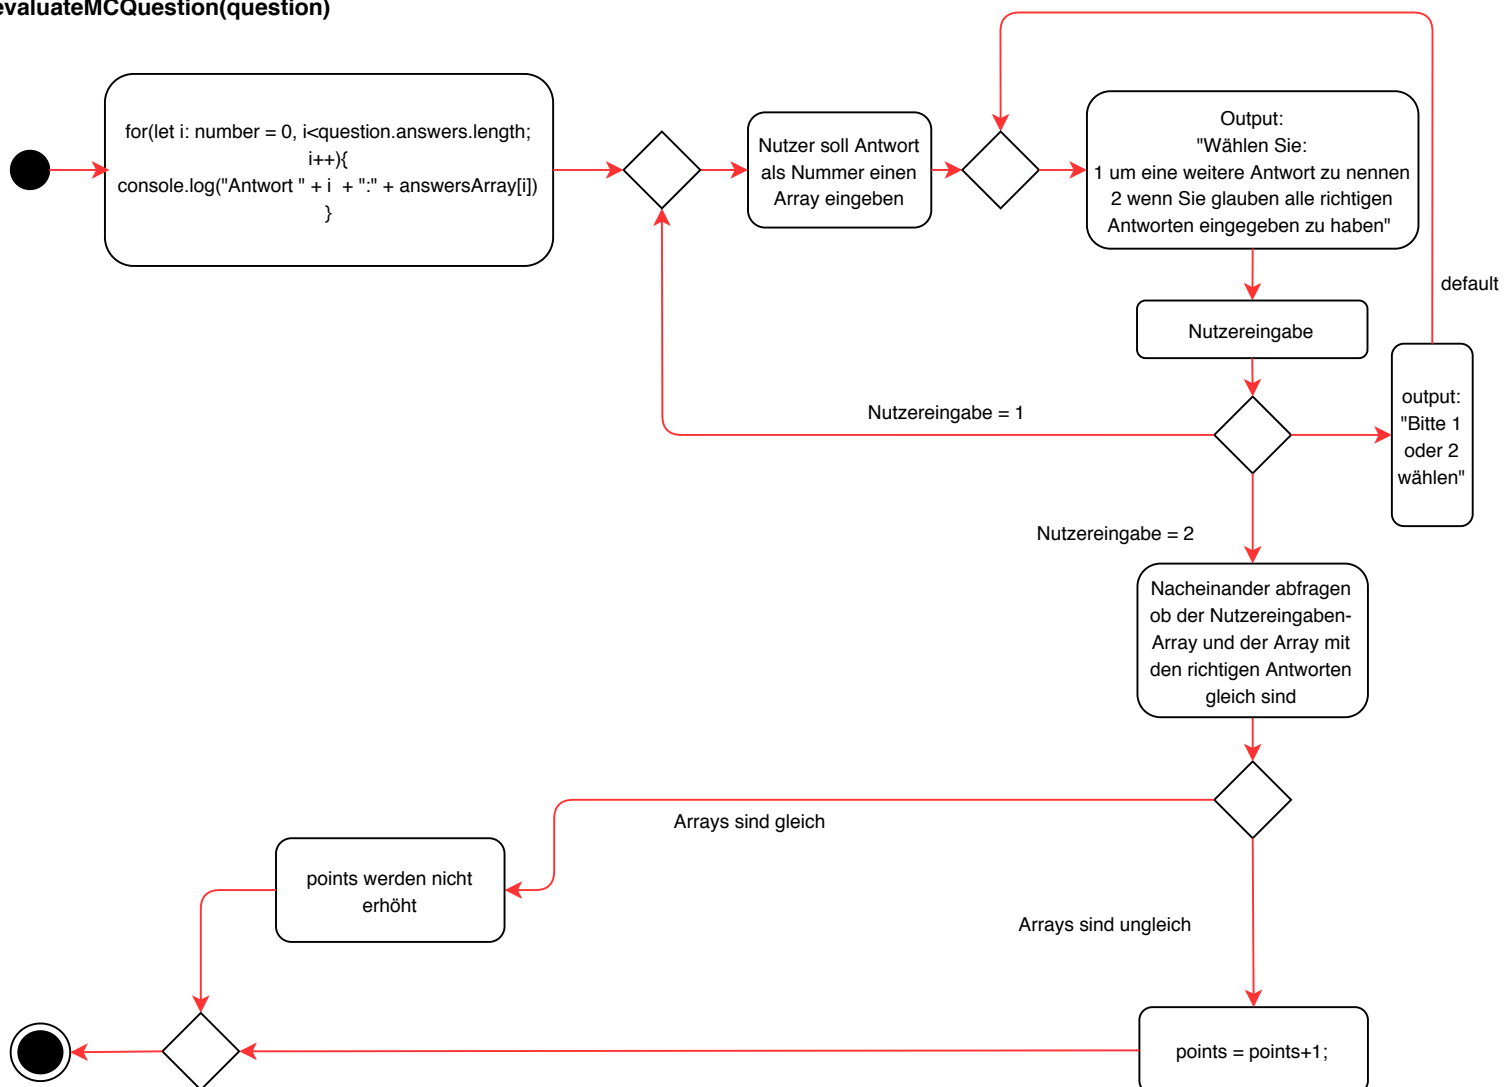 evaluateMCQuestion(question)
for(let i: number = 0, i<question.answers.length;
i++){
console.log("Antwort " + i + ":" + answersArray[i])
}
Nutzer soll Antwort
als Nummer einen
Array eingeben
Output:
"Wählen Sie:
1 um eine weitere Antwort zu nennen
2 wenn Sie glauben alle richtigen
Antworten eingegeben zu haben"
default
Nutzereingabe
output:
"Bitte 1
oder 2
wählen"
Nutzereingabe = 1
Nutzereingabe = 2
Nacheinander abfragen
ob der Nutzereingaben-
Array und der Array mit
den richtigen Antworten
gleich sind
Arrays sind gleich
points werden nicht
erhöht
Arrays sind ungleich
points = points+1;